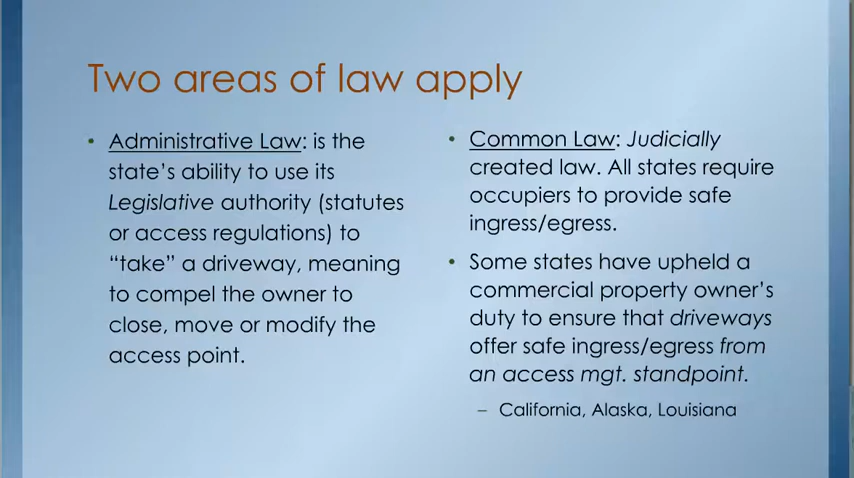 Two areas of law apply
• Administrative Law: is the
state’s ability to use its
Legislative authority (statutes
or access regulations) to
“take” a driveway, meaning
to compel the owner to
close, move or modify the
access point.
• Common Law: Judicially
created law. All states require
occupiers to provide safe
ingress/egress.
• Some states have upheld a
commercial property owner’s
duty to ensure that driveways
offer safe ingress/egress from
an access mgt. standpoint.
– California, Alaska, Louisiana